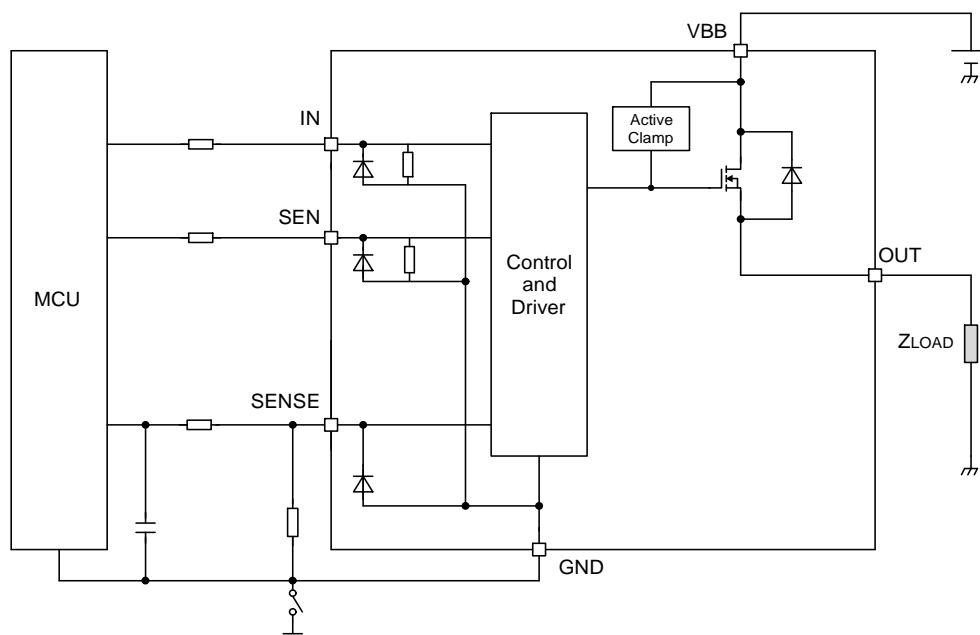 VBB
IN
Active
Clamp
SEN
Control
and
Driver
OUT
MCU
ZLOAD
SENSE
GND